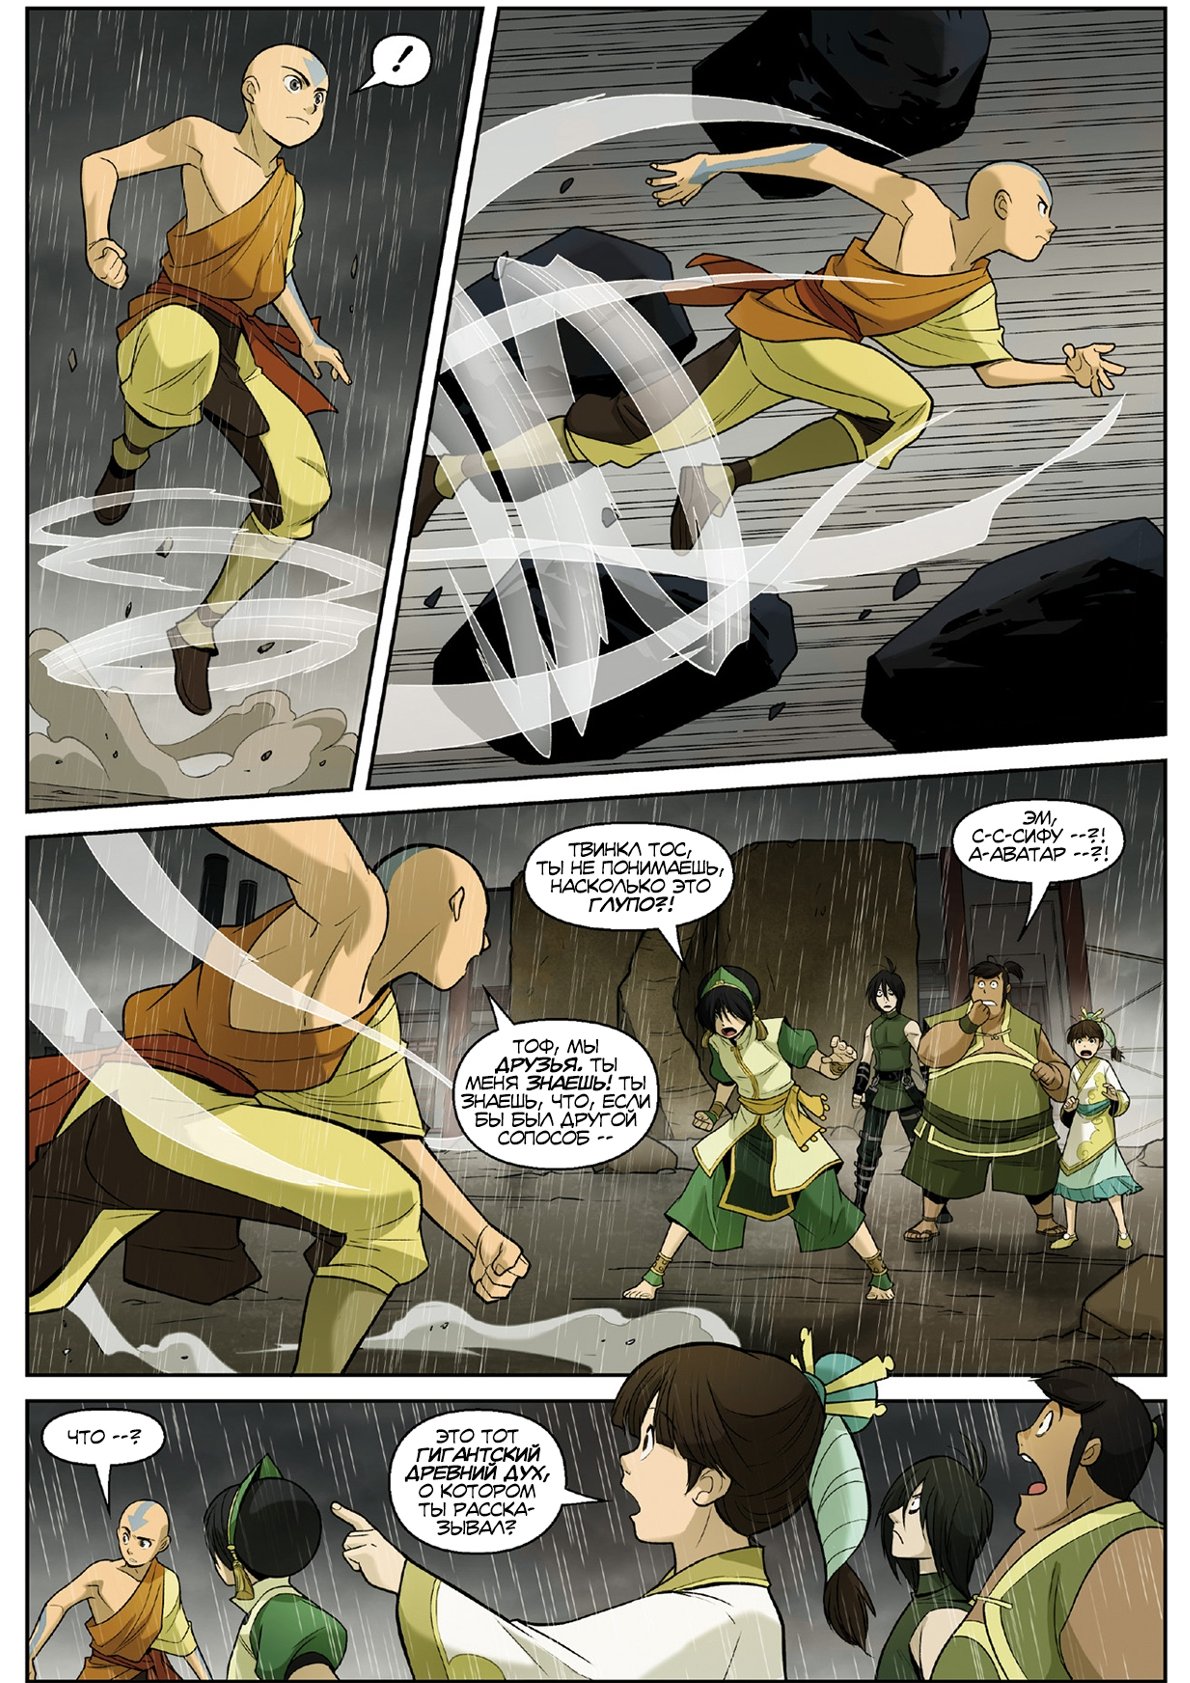 !
ТВИНКЛ ТОС,
ТЫ НЕ ПОНИМАЕШЬ,
НАСКОЛЬКО ЭТО
ГЛУПО?!
ЭМ,
С-С-СИФУ --?!
А-АВАТАР --?!
ТОФ, МЫ
ДРУЗЬЯ. ТЫ
МЕНЯ ЗНАЕШЬ! ТЫ
ЗНАЕШЬ, ЧТО, ЕСЛИ
БЫ БЫЛ ДРУГОЙ
СОПОСОБ --
ЧТО --?
ЭТО ТОТ
ГИГАНТСКИЙ
ДРЕВНИЙ ДУХ,
О КОТОРОМ
ТЫ РАССКА-
ЗЫВАЛ?